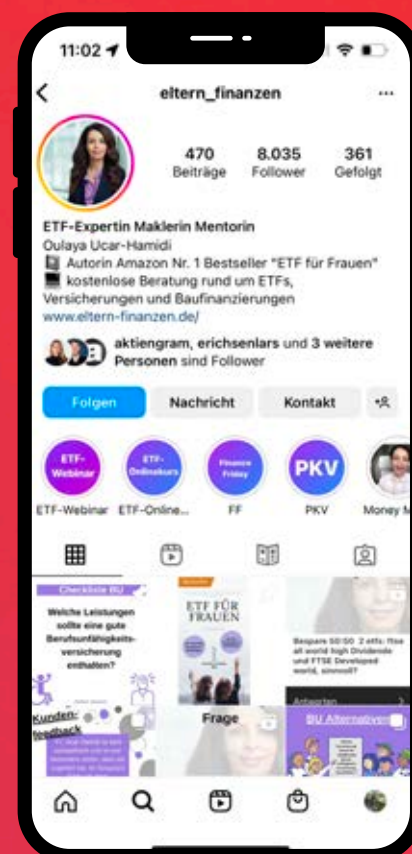 11:02
eltern_finanzen
470
8.035
361
Beiträge
Follower
Gefolgt
ETF-Expertin Maklerin Mentorin
Oulaya Ucar-Hamidi
Autorin Amazon Nr. 1 Bestseller "ETF für Frauen"
kostenlose Beratung rund um ETFs,
Versicherungen und Baufinanzierungen
www.eltern-finanzen.de/
aktiengram, erichsenlars und 3 weitere
Personen sind Follower
Folgen
Nachricht
Kontakt
ETF-
Webinar
ETF-
Onlinekurs
Finance
Friday
PKV
ETF-Webinar
ETF-Online...
FF
PKV
Money M
Checkliste BU
Welche Leistungen
sollte eine gute
Berufsunfähigkeits-
versicherung
enthalten?
ETF FÜR
FRAUEN
Bespare 50:50 2 etfs: ftse
all world high Dividende
und FTSE Developed
world, sinnvoll?
Antworten
Kunden-
feedback
Frage
BU Alternativen